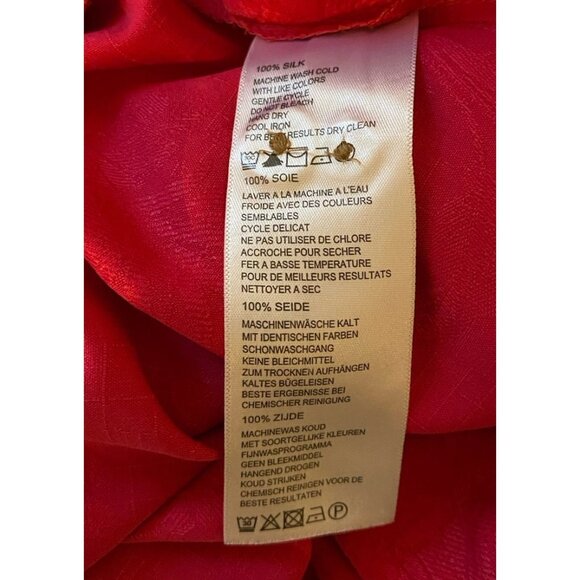 100% SILK
MACHINE WASH COLD
WITH LIKE COLORS
GENTLE CYCLE
DO NOT BLEACH
HANG DRY
COOL IRON
FOR BEST RESULTS DRY CLEAN
100% SOIE
LAVER A LA MACHINE A L'EAU
FROIDE AVEC DES COULEURS
SEMBLABLES
CYCLE DELICAT
NE PAS UTILISER DE CHLORE
ACCROCHE POUR SECHER
FER A BASSE TEMPERATURE
POUR DE MEILLEURS RESULTATS
NETTOYER A SEC
100% SEIDE
MASCHINENWÄSCHE KALT
MIT IDENTISCHEN FARBEN
SCHONWASCHGANG
KEINE BLEICHMITTEL
ZUM TROCKNEN AUFHÄNGEN
KALTES BÜGELEISEN
BESTE ERGEBNISSE BEI
CHEMISCHER REINIGUNG
100% ZIJDE
MACHINEWAS KOUD
MET SOORTGELIJKE KLEUREN
FIJNWASPROGRAMMA
GEEN BLEEKMIDDEL
HANGEND DROGEN
KOUD STRIJKEN
CHEMISCH REINIGEN VOOR DE
BESTE RESULTATEN
30 P